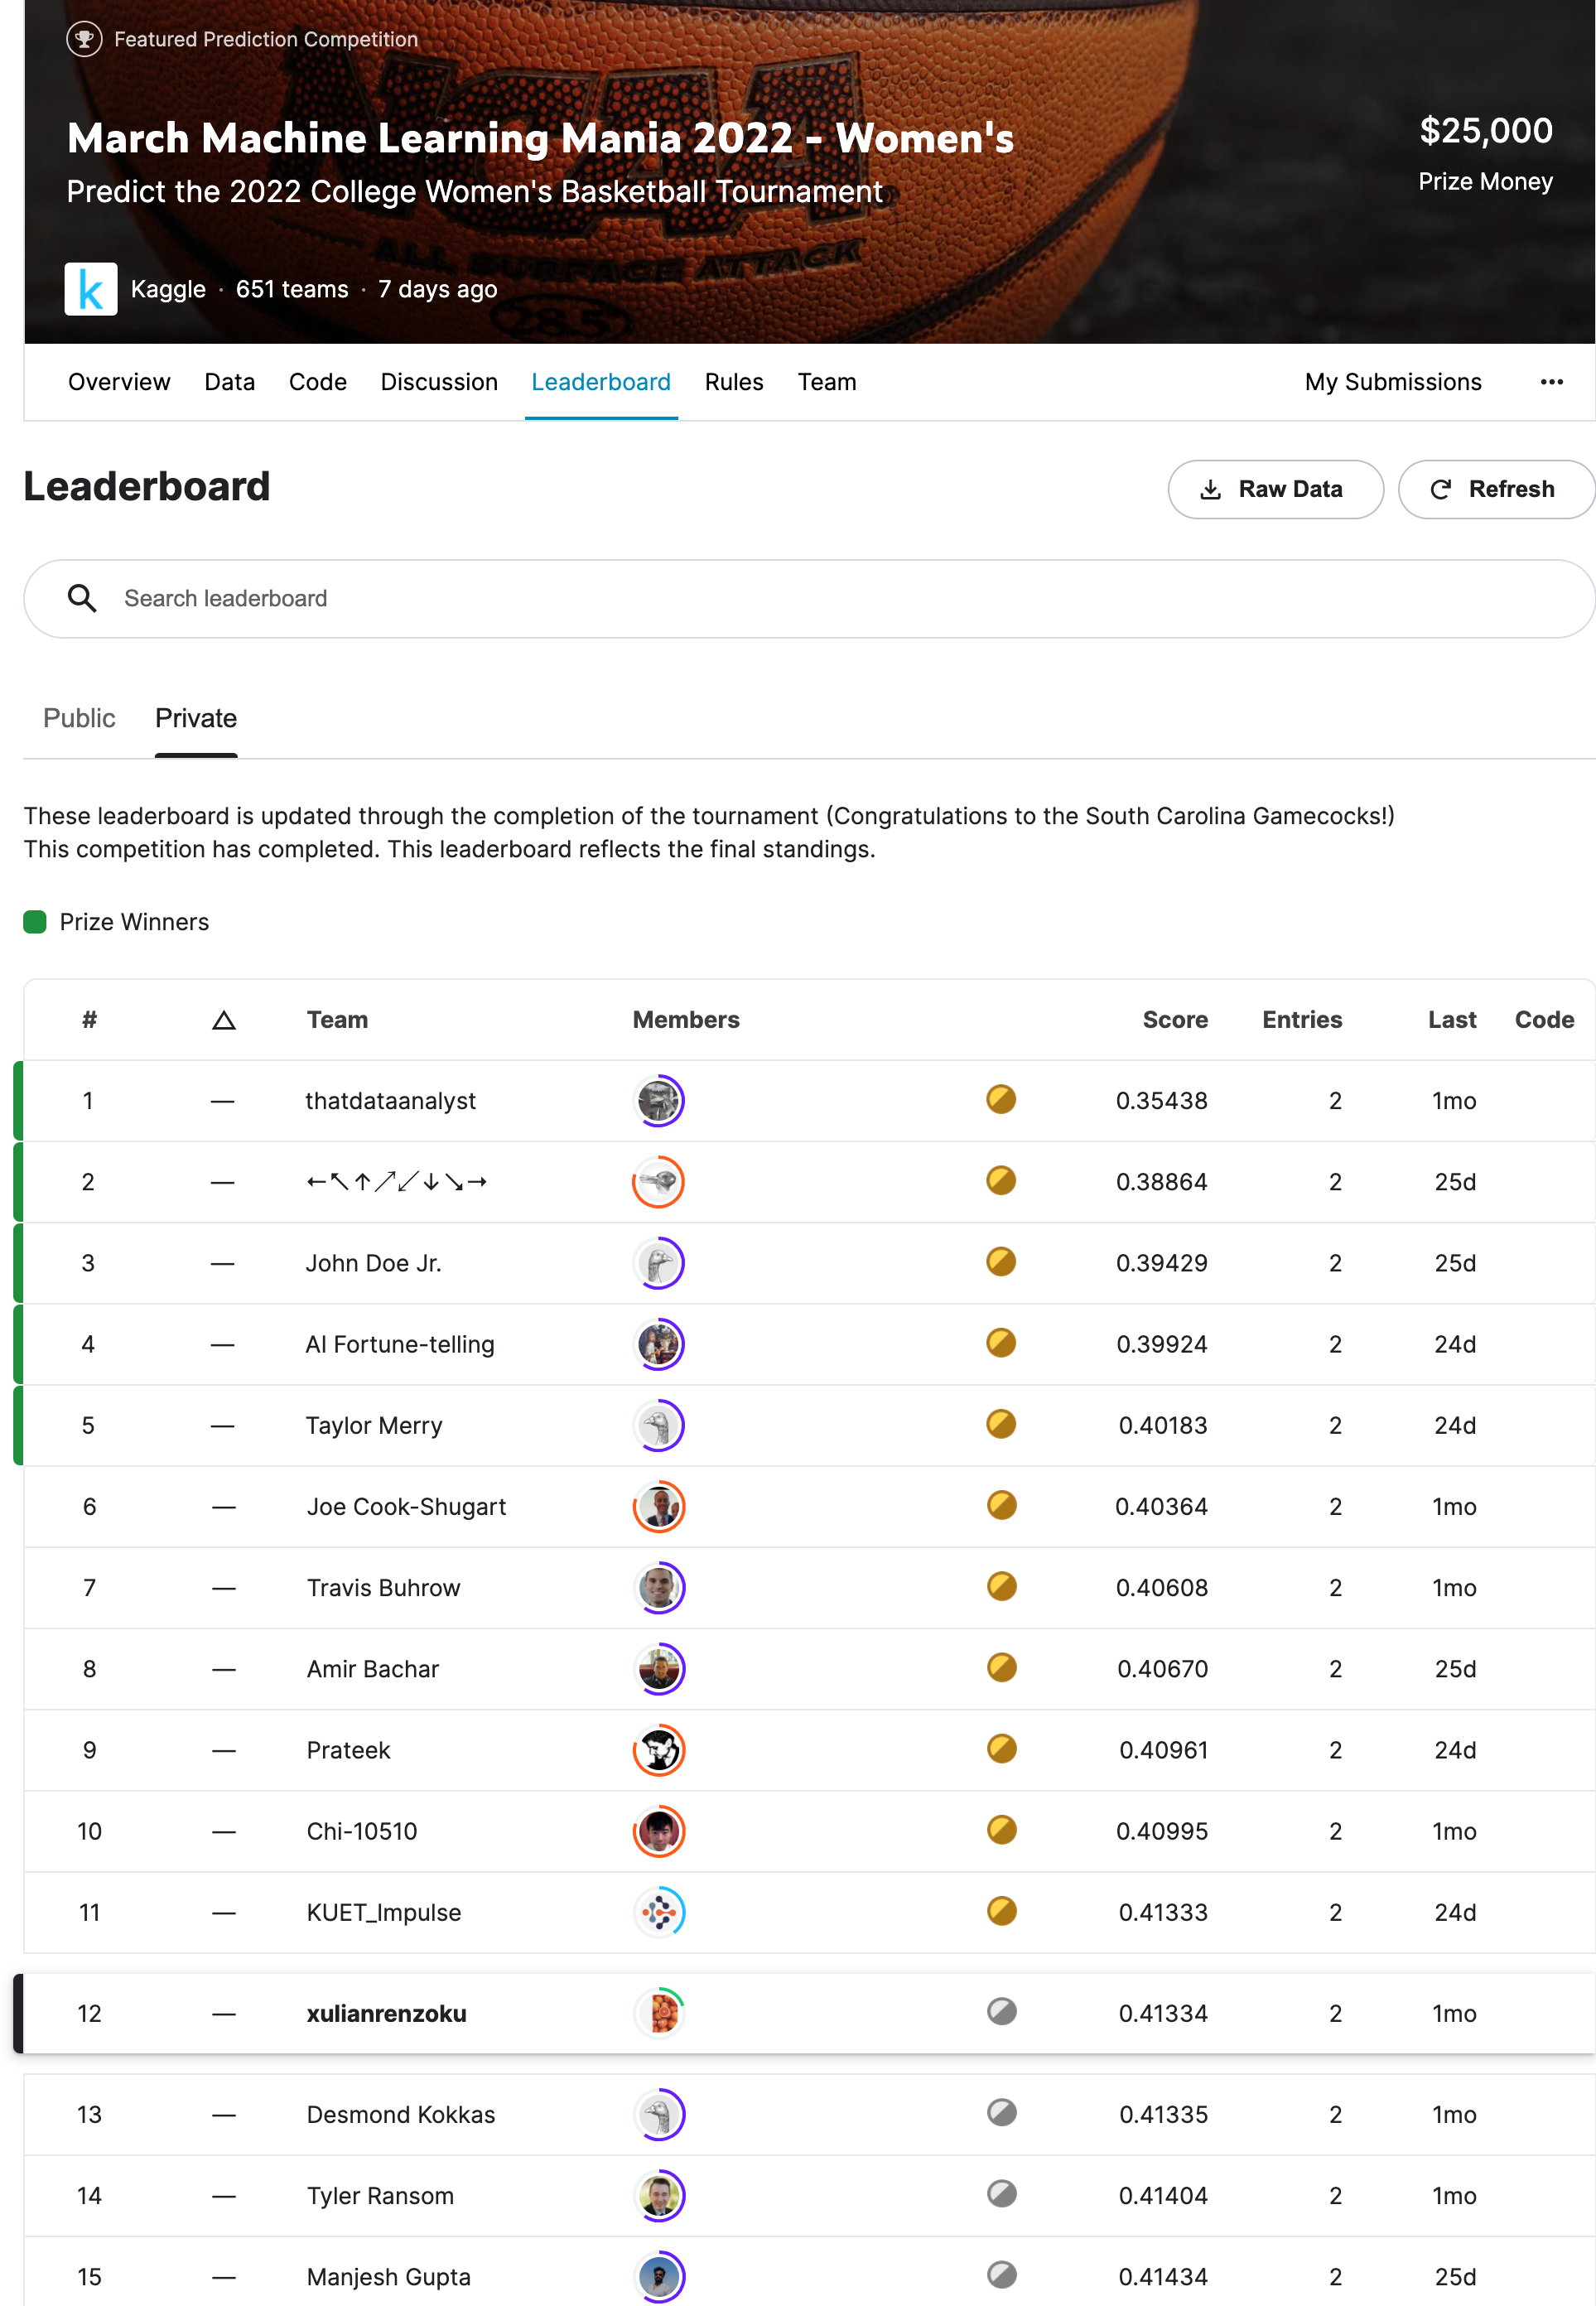 Featured Prediction Competition
March Machine Learning Mania 2022 - Women's
Predict the 2022 College Women's Basketball Tournament
$25,000
Prize Money
NCAA
ALL SURFACE ATTACK
28.5
k
Kaggle · 651 teams · 7 days ago
Overview Data Code Discussion Leaderboard Rules Team My Submissions •••
Leaderboard
Raw Data Refresh
Search leaderboard
Public Private
These leaderboard is updated through the completion of the tournament (Congratulations to the South Carolina Gamecocks!)
This competition has completed. This leaderboard reflects the final standings.
Prize Winners
# △ Team Members Score Entries Last Code
1 — thatdataanalyst 0.35438 2 1mo
2 — ←↖↑↗↙↓↘→ 0.38864 2 25d
3 — John Doe Jr. 0.39429 2 25d
4 — AI Fortune-telling 0.39924 2 24d
5 — Taylor Merry 0.40183 2 24d
6 — Joe Cook-Shugart 0.40364 2 1mo
7 — Travis Buhrow 0.40608 2 1mo
8 — Amir Bachar 0.40670 2 25d
9 — Prateek 0.40961 2 24d
10 — Chi-10510 0.40995 2 1mo
11 — KUET_Impulse 0.41333 2 24d
12 — xulianrenzoku 0.41334 2 1mo
13 — Desmond Kokkas 0.41335 2 1mo
14 — Tyler Ransom 0.41404 2 1mo
15 — Manjesh Gupta 0.41434 2 25d